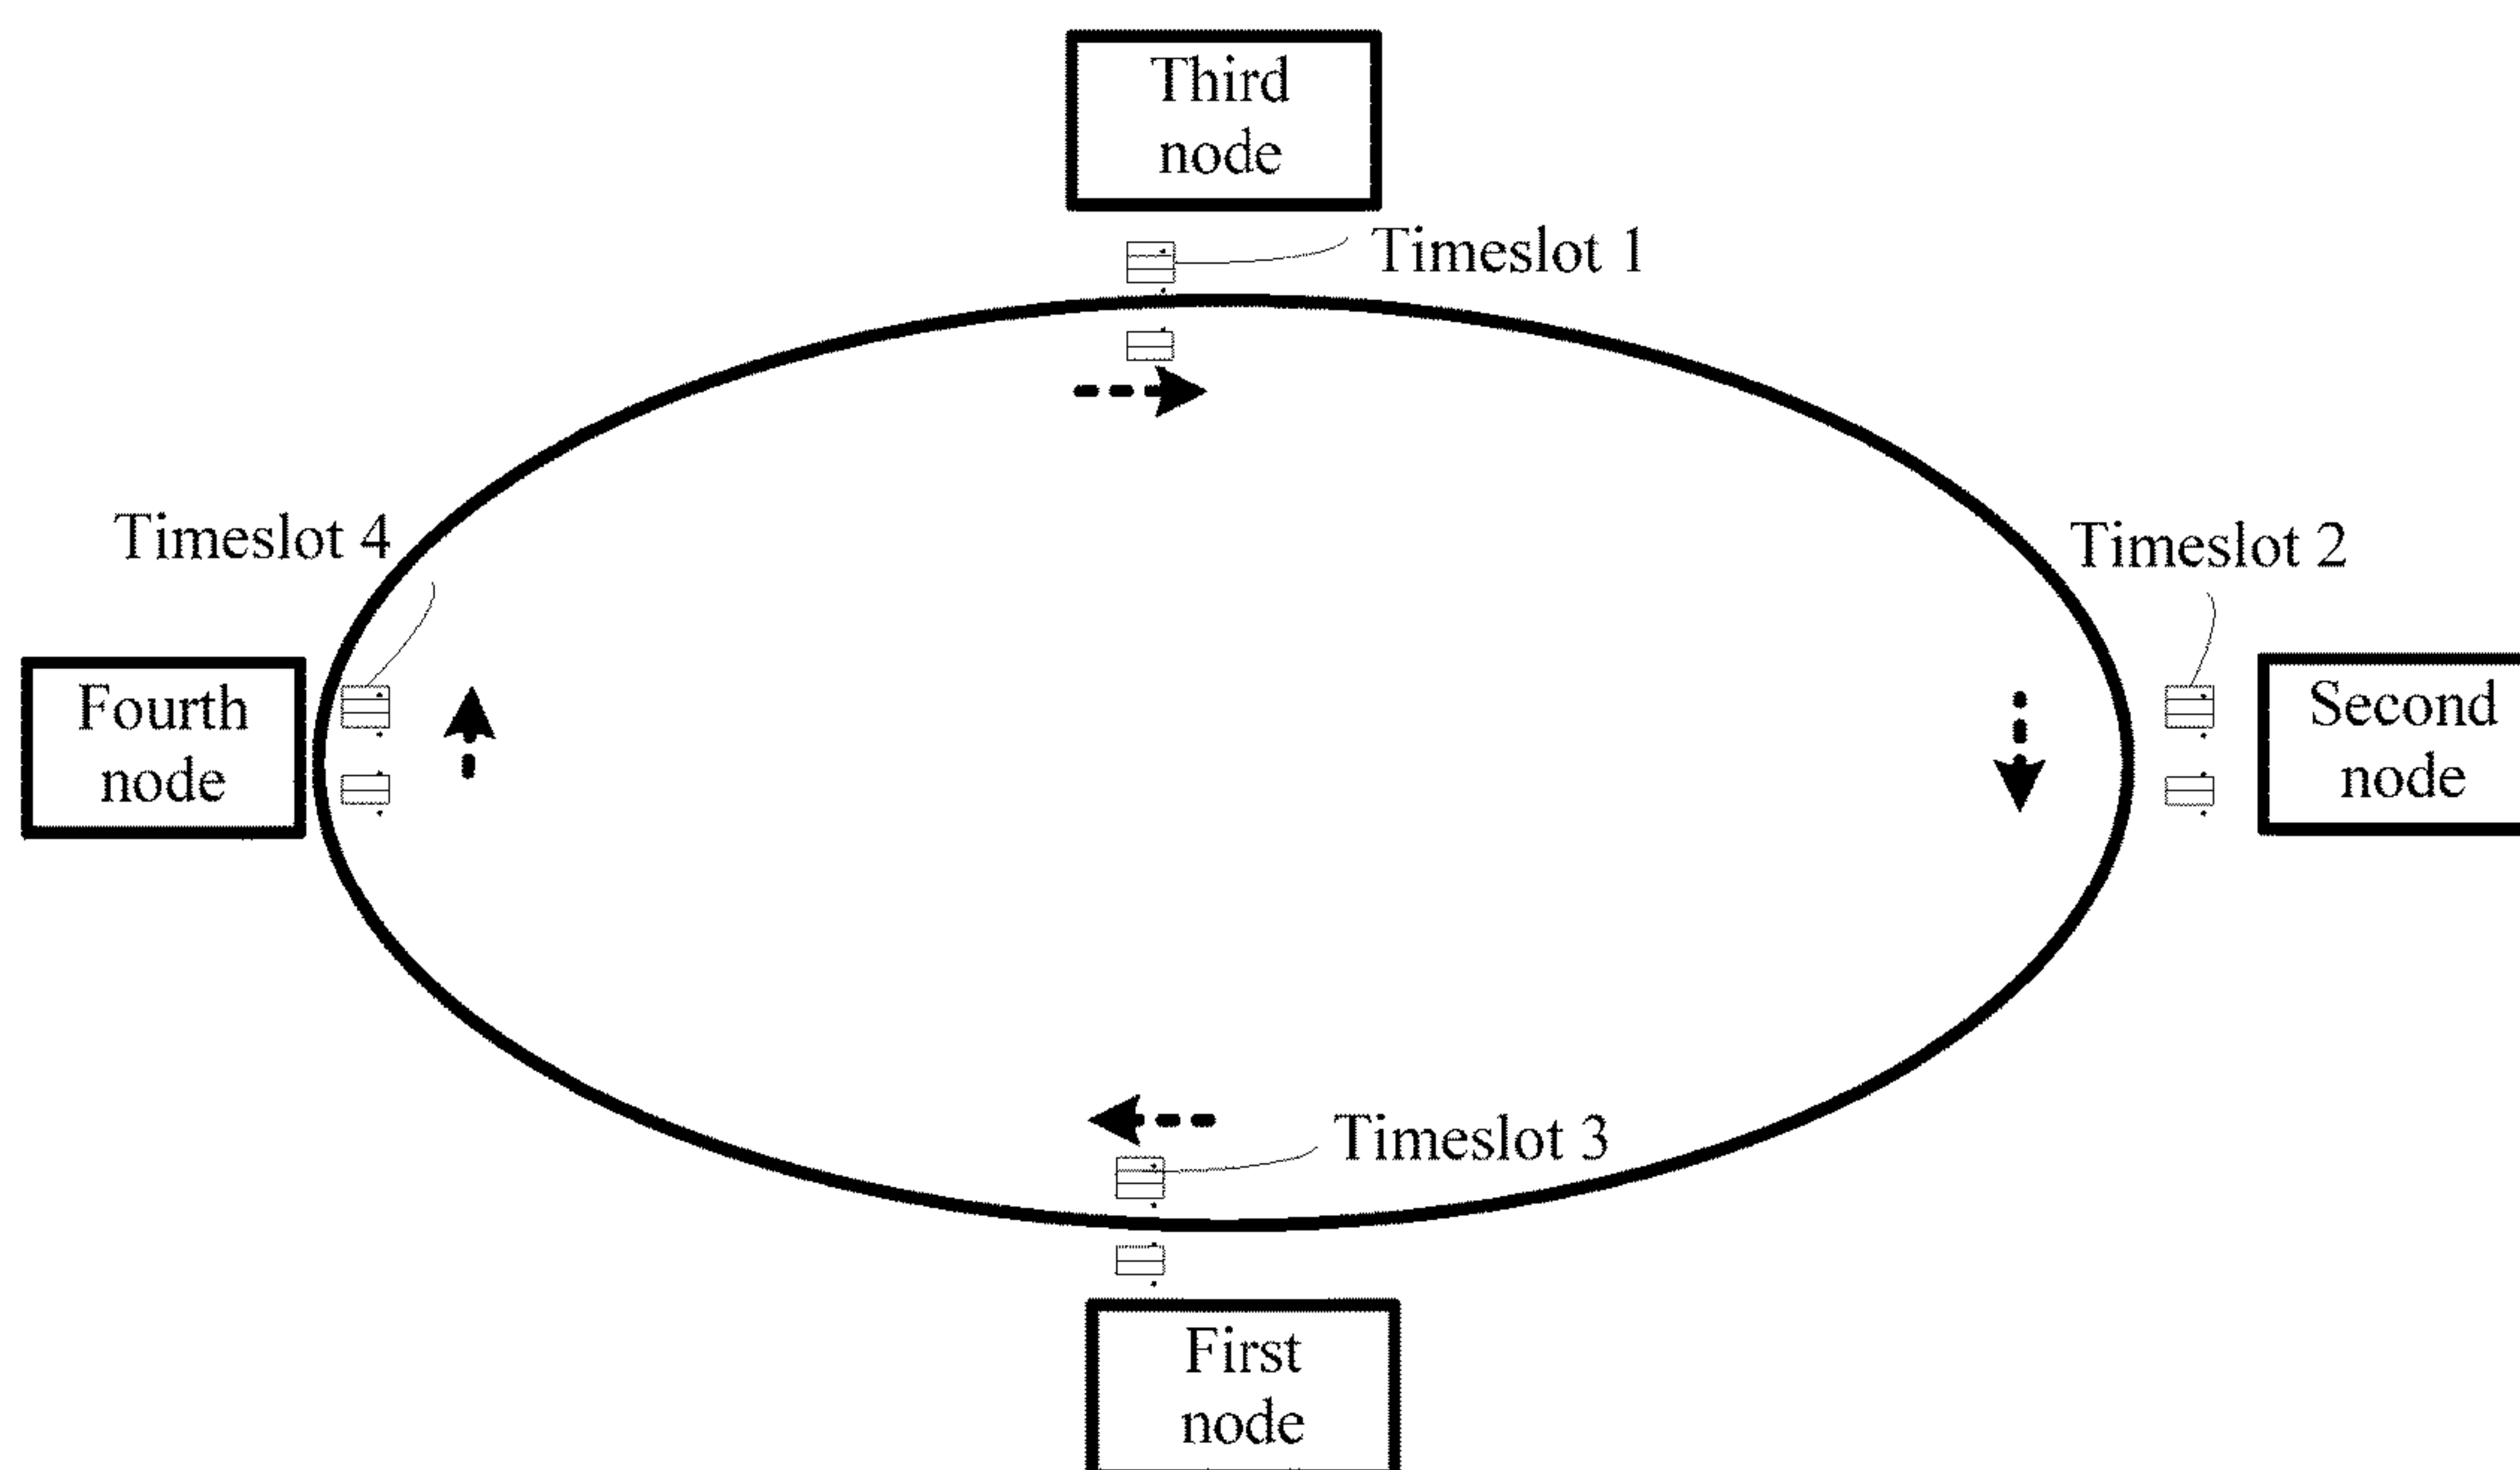 Third
node
Timeslot 1
Timeslot 4
Timeslot 2
Fourth
node
Second
node
Timeslot 3
First
node